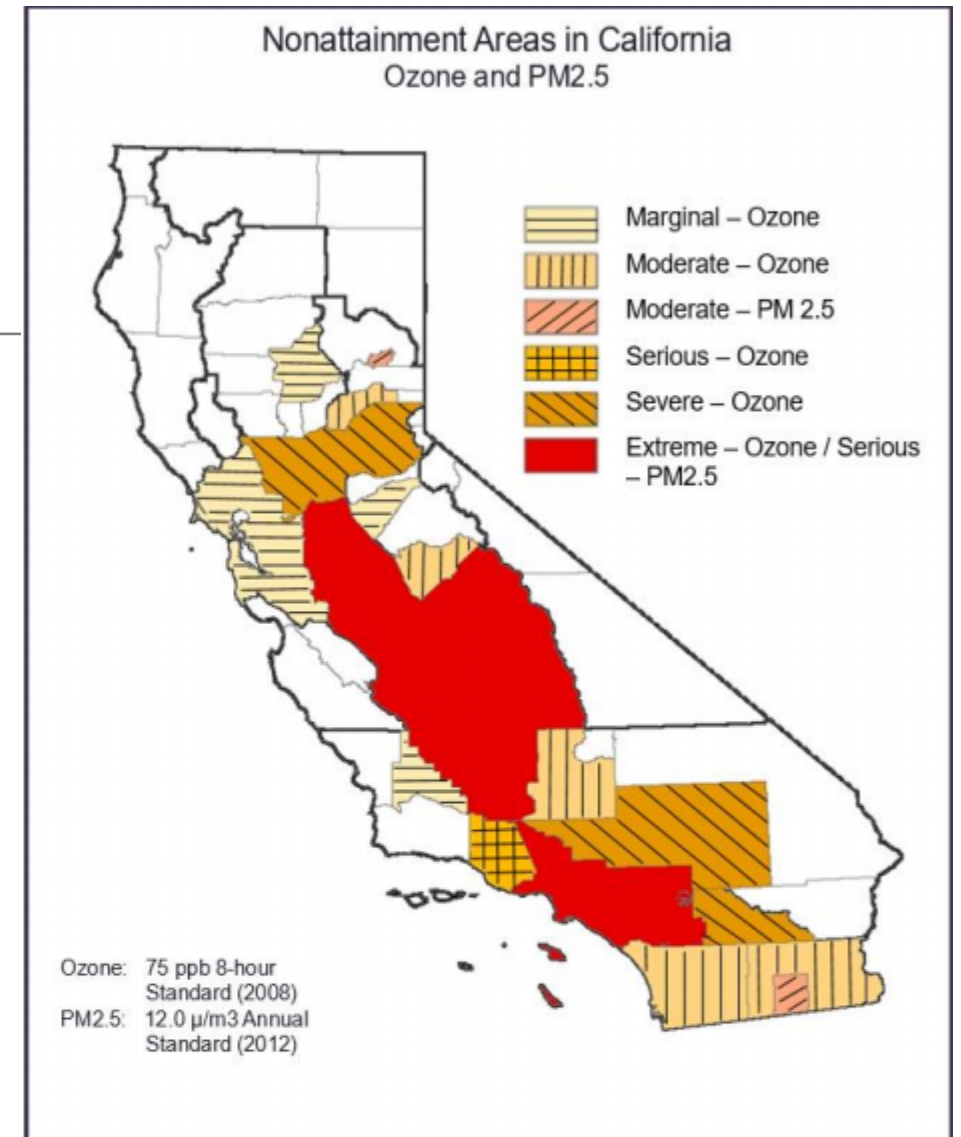 Nonattainment Areas in California
Ozone and PM2.5
Marginal – Ozone
Moderate – Ozone
Moderate – PM 2.5
Serious – Ozone
Severe – Ozone
Extreme – Ozone / Serious
– PM2.5
Ozone: 75 ppb 8-hour
Standard (2008)
PM2.5: 12.0 μ/m3 Annual
Standard (2012)